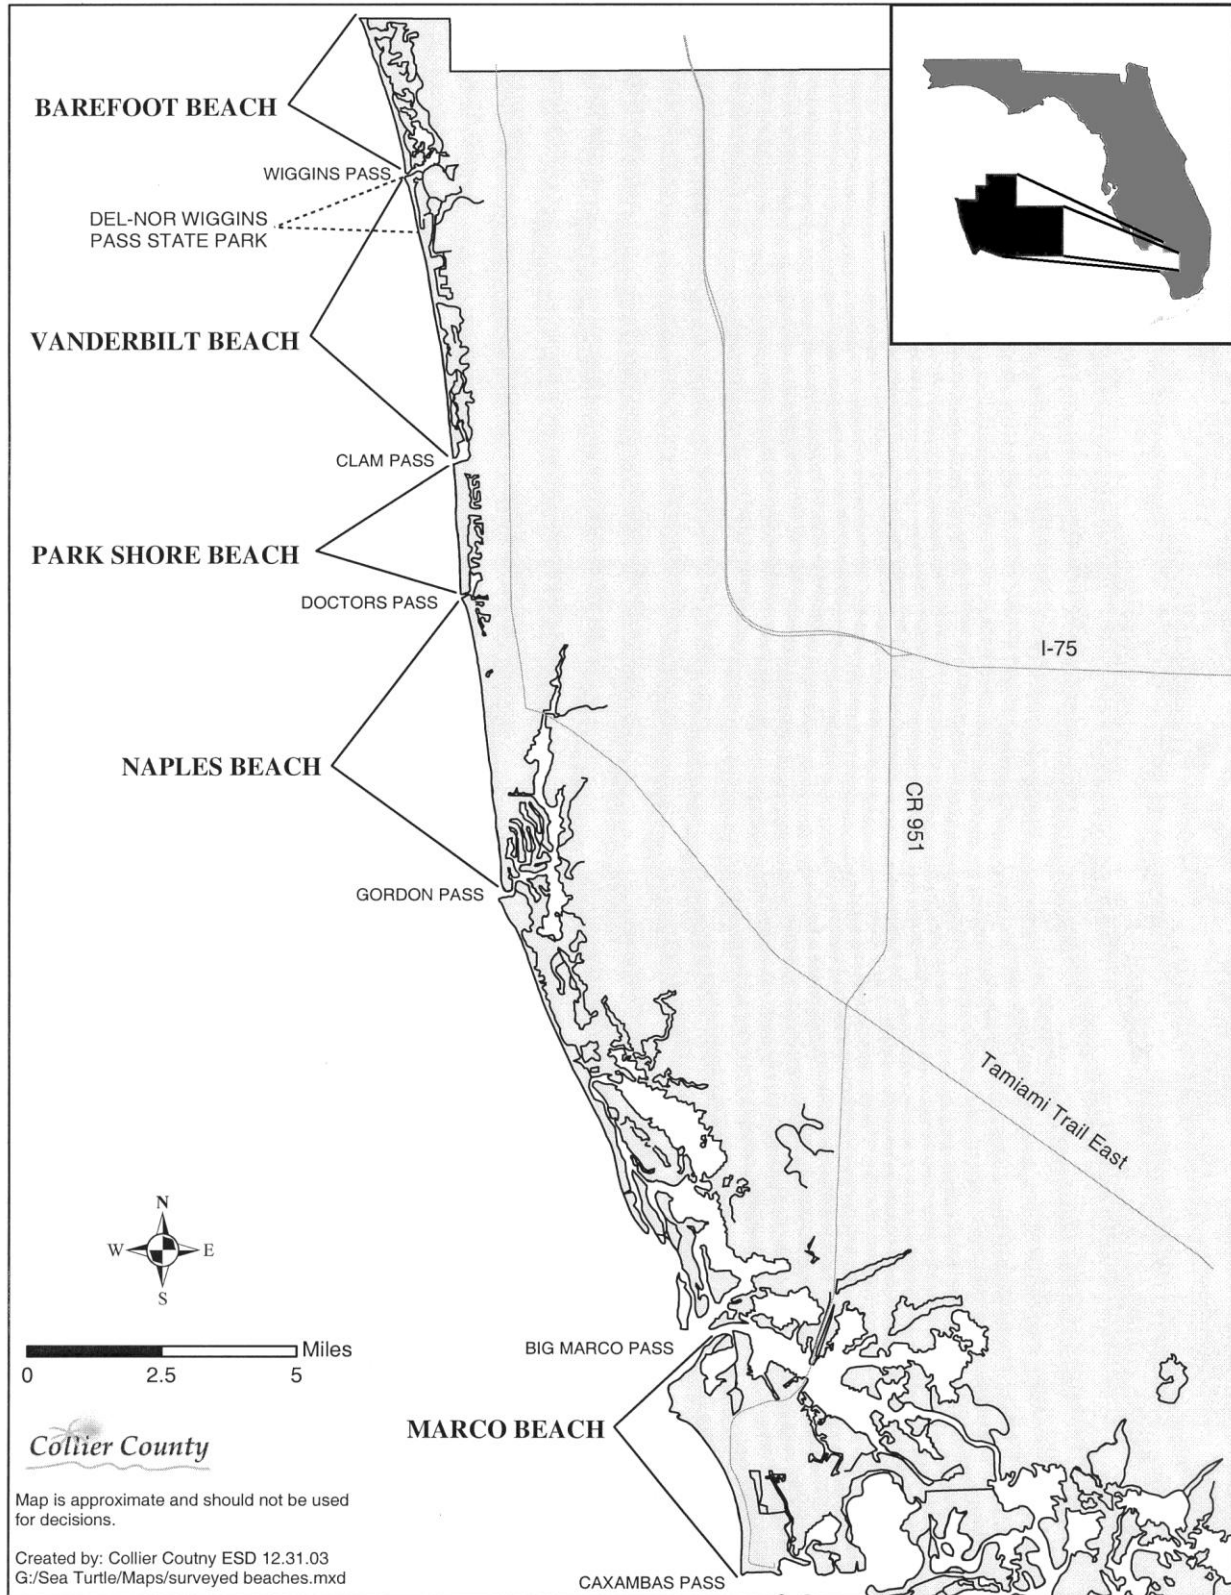 BAREFOOT BEACH
WIGGINS PASS
DEL-NOR WIGGINS
PASS STATE PARK
VANDERBILT BEACH
CLAM PASS
PARK SHORE BEACH
DOCTORS PASS
I-75
NAPLES BEACH
CR 951
GORDON PASS
Tamiami Trail East
N
W E
S
BIG MARCO PASS
Miles
0 2.5 5
MARCO BEACH
Collier County
Map is approximate and should not be used
for decisions.
Created by: Collier Coutny ESD 12.31.03
G:/Sea Turtle/Maps/surveyed beaches.mxd
CAXAMBAS PASS